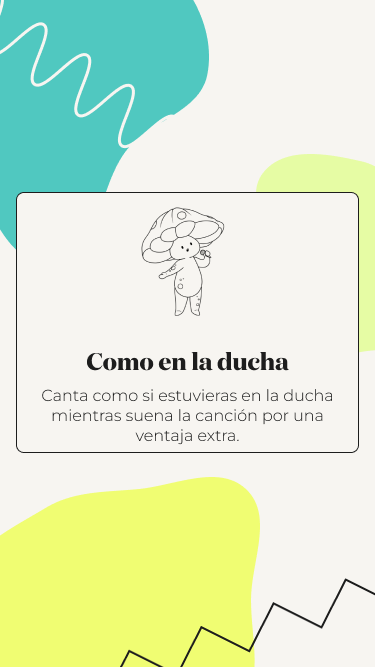 Como en la ducha
Canta como si estuvieras en la ducha
mientras suena la canción por una
ventaja extra.